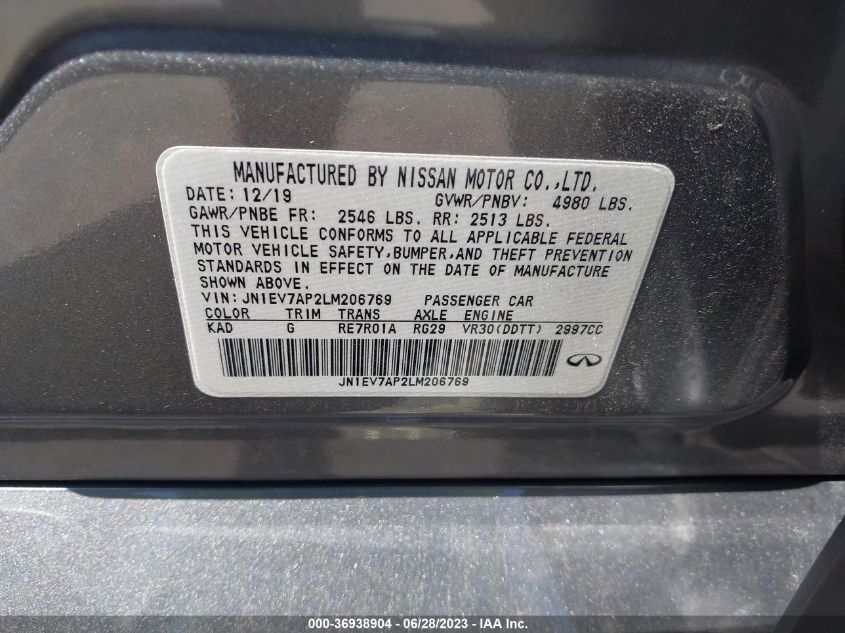 MANUFACTURED BY NISSAN MOTOR CO.,LTD.
DATE: 12/19 GVWR/PNBV: 4980 LBS.
GAWR/PNBE FR: 2546 LBS. RR: 2513 LBS.
THIS VEHICLE CONFORMS TO ALL APPLICABLE FEDERAL
MOTOR VEHICLE SAFETY,BUMPER,AND THEFT PREVENTION
STANDARDS IN EFFECT ON THE DATE OF MANUFACTURE
SHOWN ABOVE.
VIN:JN1EV7AP2LM206769 PASSENGER CAR
COLOR TRIM TRANS AXLE ENGINE
KAD G RE7R01A RG29 VR30(DDTT) 2997CC
JN1EV7AP2LM206769
000-36938904 - 06/28/2023 - IAA Inc.